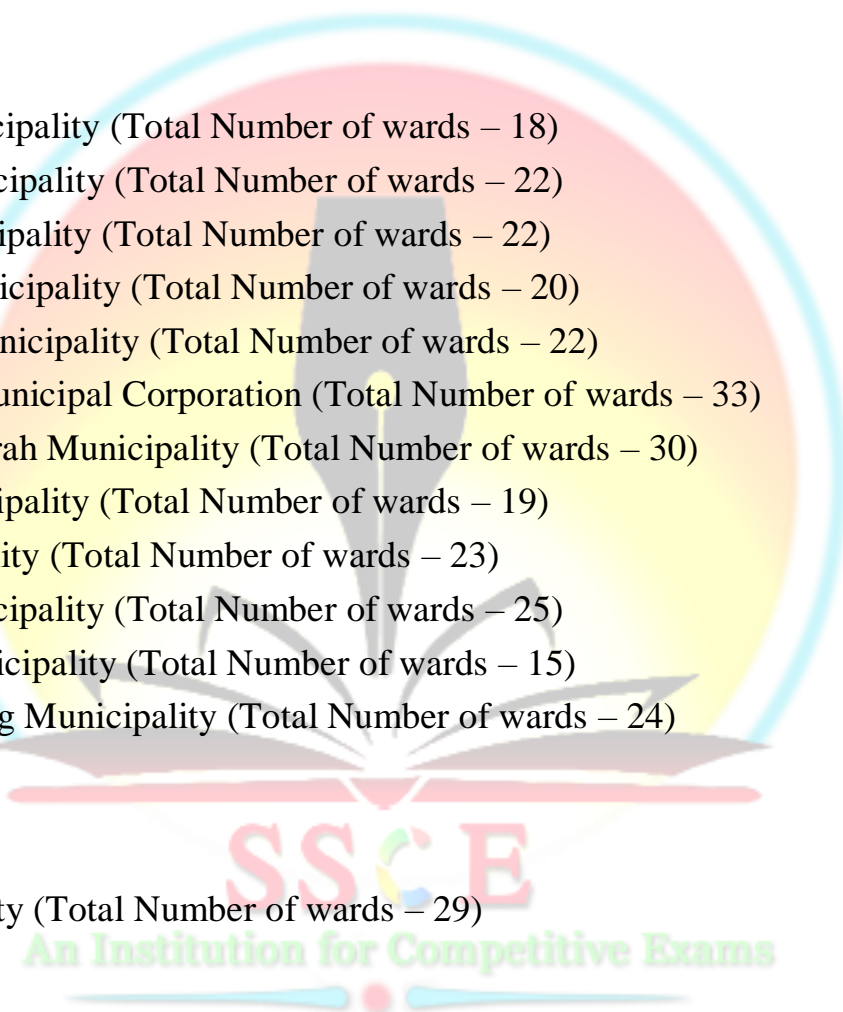 cipality (Total Number of wards – 18)
cipality (Total Number of wards – 22)
ipality (Total Number of wards – 22)
icipality (Total Number of wards – 20)
nicipality (Total Number of wards – 22)
unicipal Corporation (Total Number of wards – 33)
rah Municipality (Total Number of wards – 30)
ipality (Total Number of wards – 19)
ity (Total Number of wards – 23)
cipality (Total Number of wards – 25)
icipality (Total Number of wards – 15)
g Municipality (Total Number of wards – 24)
SSCE
ty (Total Number of wards – 29)
An Institution for Competitive Exams